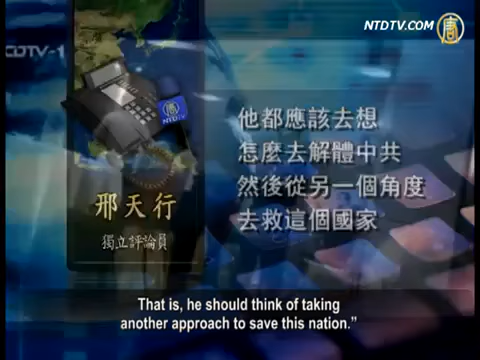 NTDTV.COM
CDTV-1
NTDTV
他都應該去想
怎麼去解體中共
然後從另一個角度
去救這個國家
邢天行
獨立評論員
That is, he should think of taking
another approach to save this nation."